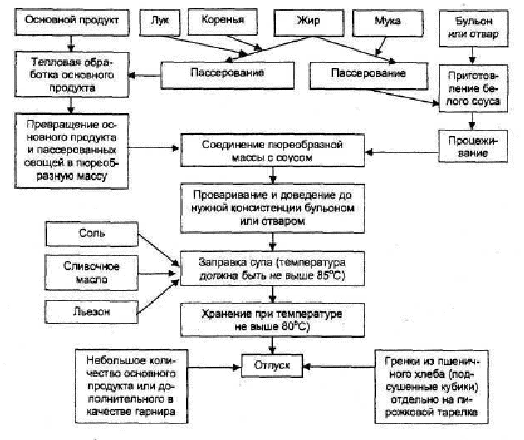 Основной продукт
Лук
Коренья
Жир
Мука
Бульон
или отвар
Тепловая обра-
ботка основного
продукта
Пассерование
Пассерование
Приготов-
ление бе-
лого соуса
Превращение ос-
новного продукта
и пассерованных
овощей в пюреоб-
разную массу
Соединение пюреобразной
массы с соусом
Процежи-
вание
Проваривание и доведение до
нужной консистенции бульоном
или отваром
Соль
Сливочное
масло
Льезон
Заправка супа (температура
должна быть не выше 85°С)
Хранение при температуре
не выше 80°С)
Небольшое коли-
чество основного
продукта или до-
полнительного в
качестве гарнира
Отпуск
Гренки из пшенич-
ного хлеба (под-
сушенные кубики)
отдельно на пи-
рожковой тарелке